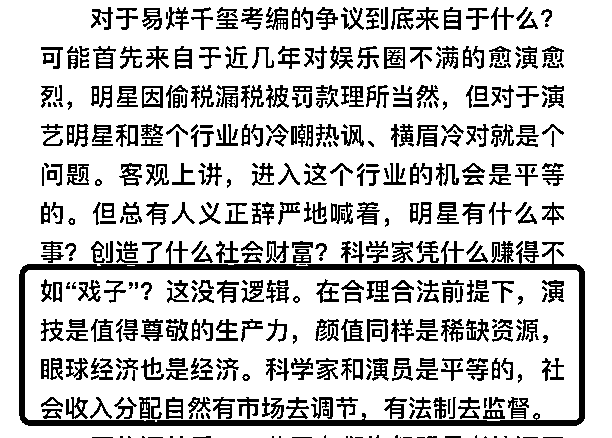 对于易烊千玺考编的争议到底来自于什么？
可能首先来自于近几年对娱乐圈不满的愈演愈
烈，明星因偷税漏税被罚款理所当然，但对于演
艺明星和整个行业的冷嘲热讽、横眉冷对就是个
问题。客观上讲，进入这个行业的机会是平等
的。但总有人义正辞严地喊着，明星有什么本
事？创造了什么社会财富？科学家凭什么赚得不
如“戏子”？这没有逻辑。在合理合法前提下，演
技是值得尊敬的生产力，颜值同样是稀缺资源，
眼球经济也是经济。科学家和演员是平等的，社
会收入分配自然有市场去调节，有法制去监督。